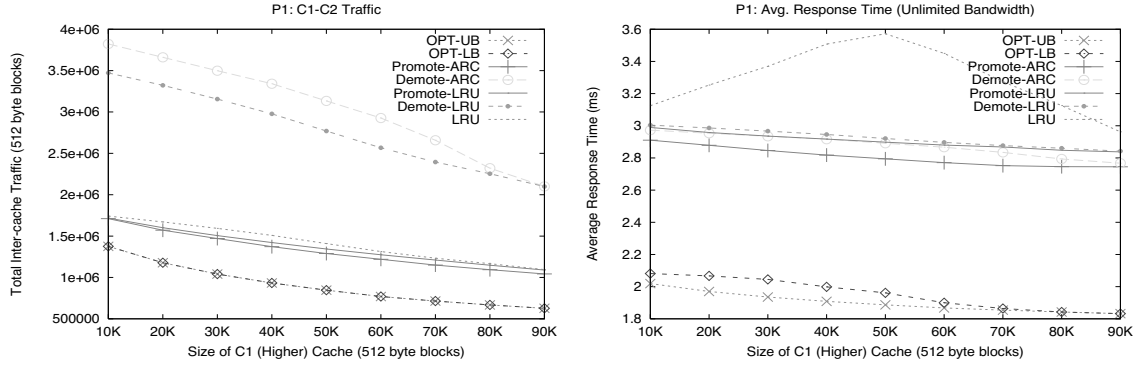 P1: C1-C2 Traffic
Total Inter-cache Traffic (512 byte blocks)
4e+06
3.5e+06
3e+06
2.5e+06
2e+06
1.5e+06
1e+06
500000
OPT-UB
OPT-LB
Promote-ARC
Demote-ARC
Promote-LRU
Demote-LRU
LRU
10K 20K 30K 40K 50K 60K 70K 80K 90K
Size of C1 (Higher) Cache (512 byte blocks)
P1: Avg. Response Time (Unlimited Bandwidth)
Average Response Time (ms)
3.6
3.4
3.2
3
2.8
2.6
2.4
2.2
2
1.8
OPT-UB
OPT-LB
Promote-ARC
Demote-ARC
Promote-LRU
Demote-LRU
LRU
10K 20K 30K 40K 50K 60K 70K 80K 90K
Size of C1 (Higher) Cache (512 byte blocks)